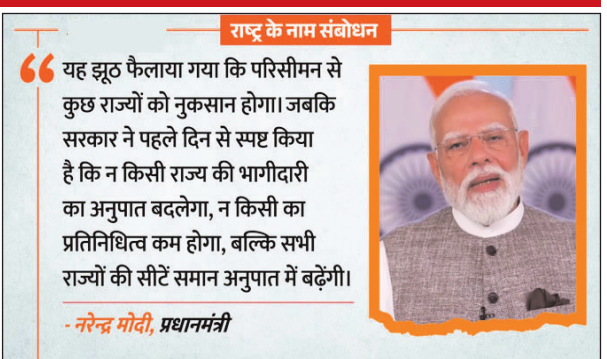 राष्ट्र के नाम संबोधन
“ यह झूठ फैलाया गया कि परिसीमन से
कुछ राज्यों को नुकसान होगा। जबकि
सरकार ने पहले दिन से स्पष्ट किया
है कि न किसी राज्य की भागीदारी
का अनुपात बदलेगा, न किसी का
प्रतिनिधित्व कम होगा, बल्कि सभी
राज्यों की सीटें समान अनुपात में बढ़ेंगी।
- नरेन्द्र मोदी, प्रधानमंत्री